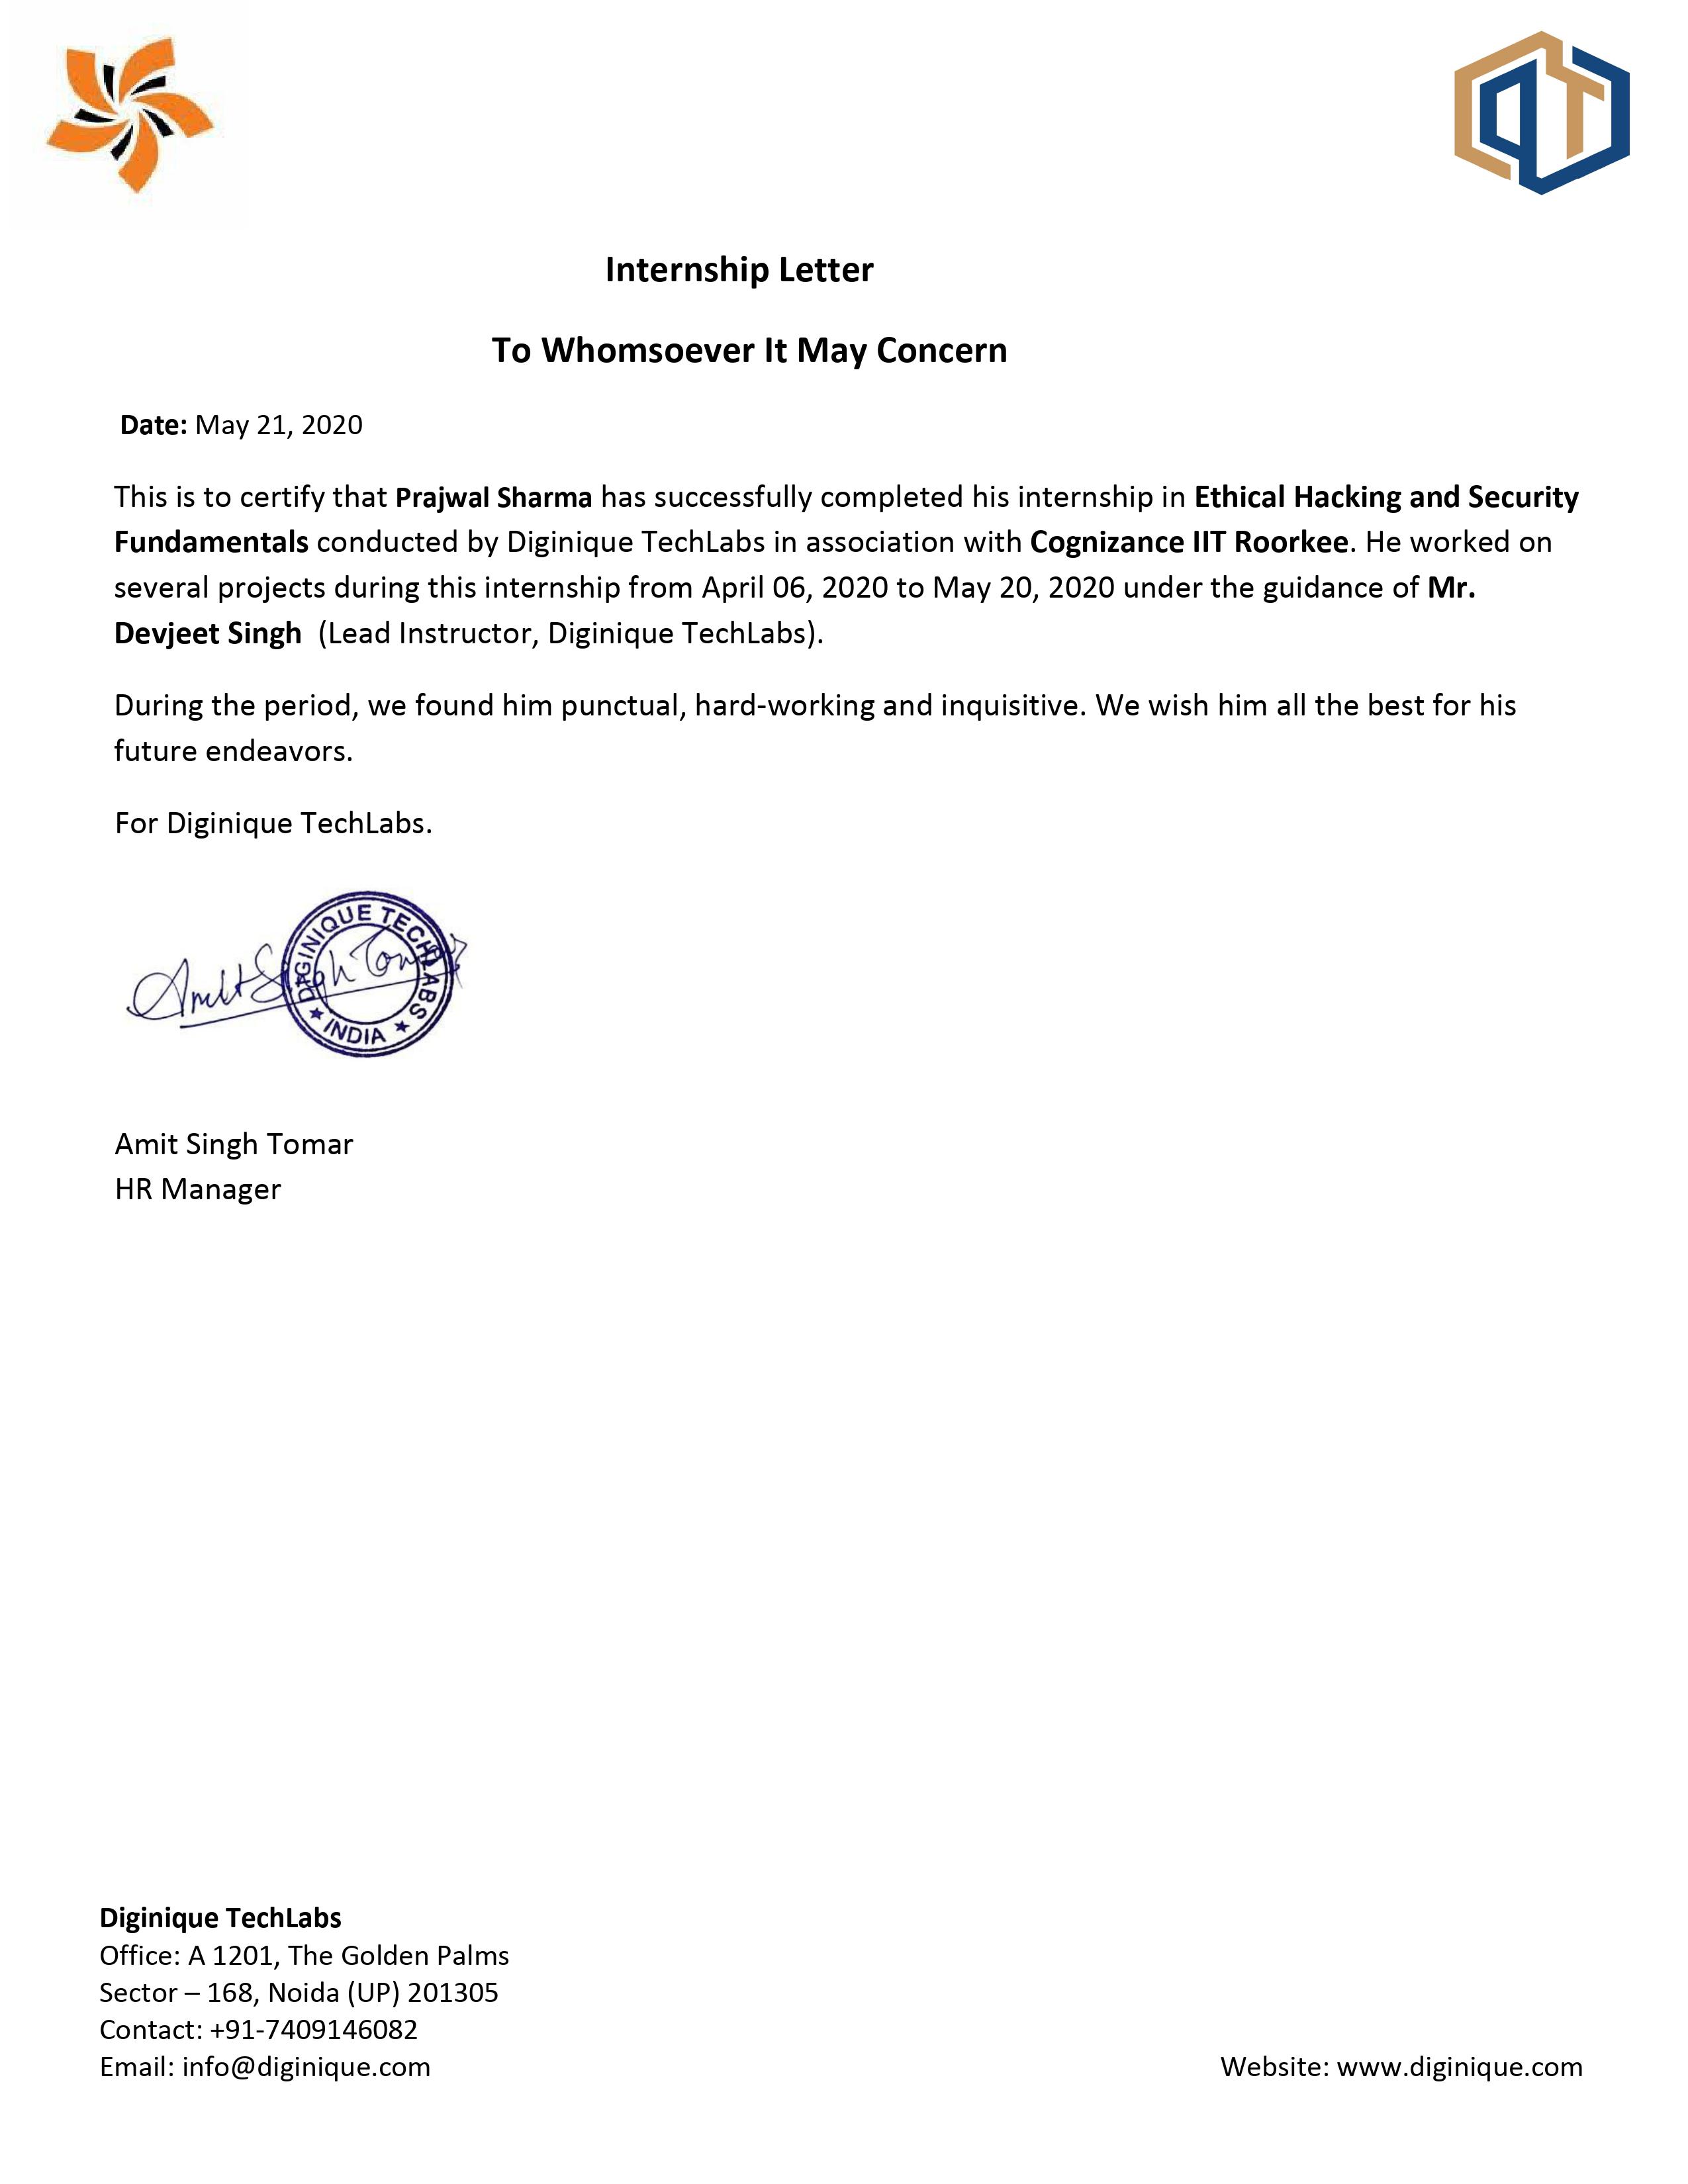 Internship Letter
To Whomsoever It May Concern
Date: May 21, 2020
This is to certify that Prajwal Sharma has successfully completed his internship in Ethical Hacking and Security
Fundamentals conducted by Diginique TechLabs in association with Cognizance IIT Roorkee. He worked on
several projects during this internship from April 06, 2020 to May 20, 2020 under the guidance of Mr.
Devjeet Singh (Lead Instructor, Diginique TechLabs).
During the period, we found him punctual, hard-working and inquisitive. We wish him all the best for his
future endeavors.
For Diginique TechLabs.
Amit Singh Tomar
DIGINIQUE TECHLABS
★ INDIA ★
Amit Singh Tomar
HR Manager
Diginique TechLabs
Office: A 1201, The Golden Palms
Sector – 168, Noida (UP) 201305
Contact: +91-7409146082
Email: info@diginique.com
Website: www.diginique.com